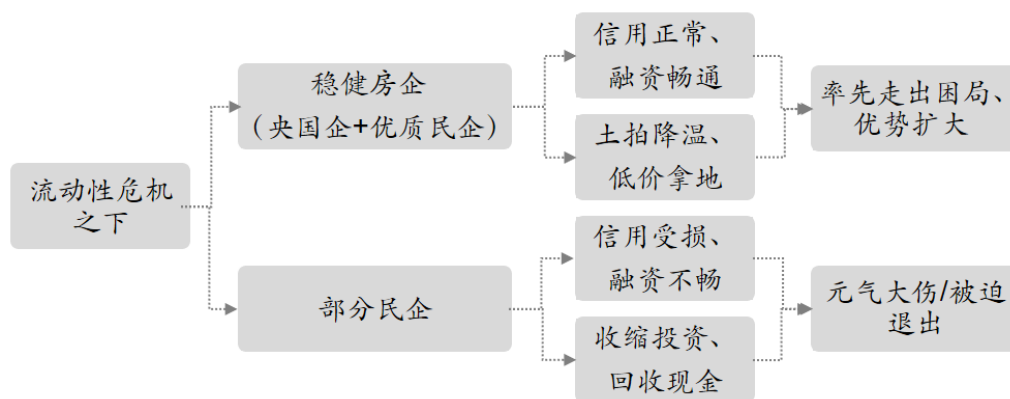 流动性危机
之下
稳健房企
（央国企+优质民企）
部分民企
信用正常、
融资畅通
土拍降温、
低价拿地
信用受损、
融资不畅
收缩投资、
回收现金
率先走出困局、
优势扩大
元气大伤/被迫
退出